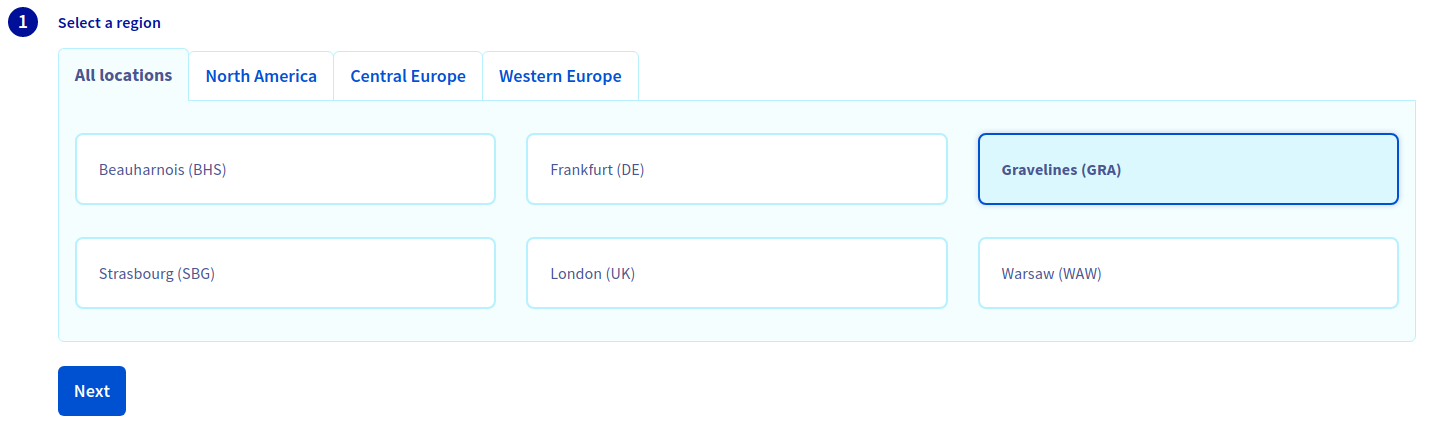 1 Select a region
All locations North America Central Europe Western Europe
Beauharnois (BHS) Frankfurt (DE) Gravelines (GRA)
Strasbourg (SBG) London (UK) Warsaw (WAW)
Next